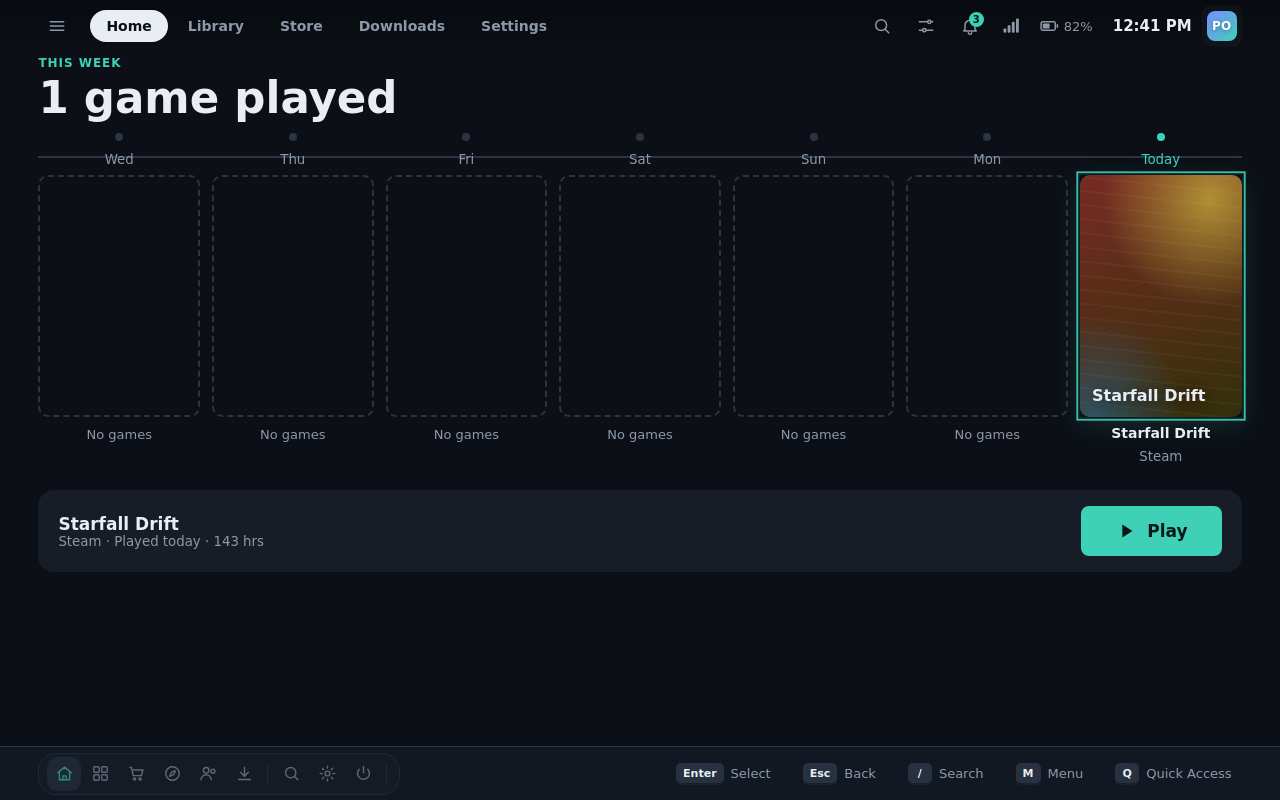 Home Library Store Downloads Settings 3 82% 12:41 PM PO
THIS WEEK
1 game played
Wed Thu Fri Sat Sun Mon Today
Starfall Drift
No games No games No games No games No games No games Starfall Drift
Steam
Starfall Drift
Steam · Played today · 143 hrs
Play
Enter Select Esc Back / Search M Menu Q Quick Access